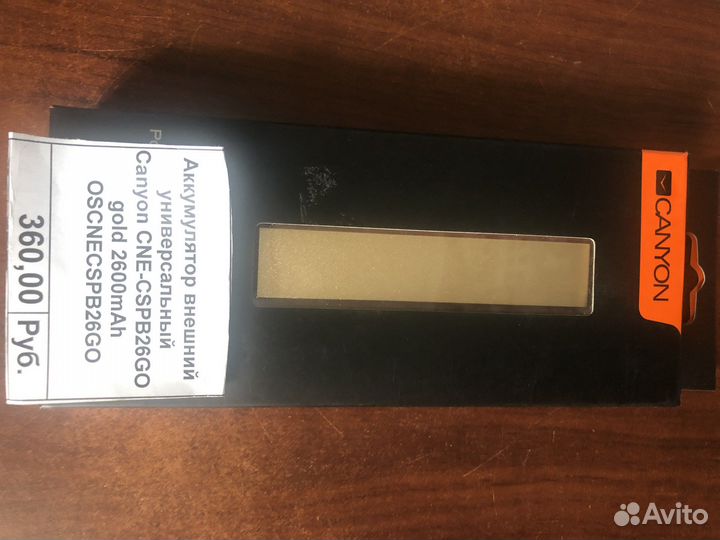 Аккумулятор внешний
универсальный
Canyon CNE-CSPB26GO
gold 2600mAh
OSCNECSPB26GO
360,00 Руб.
CANYON
Avito